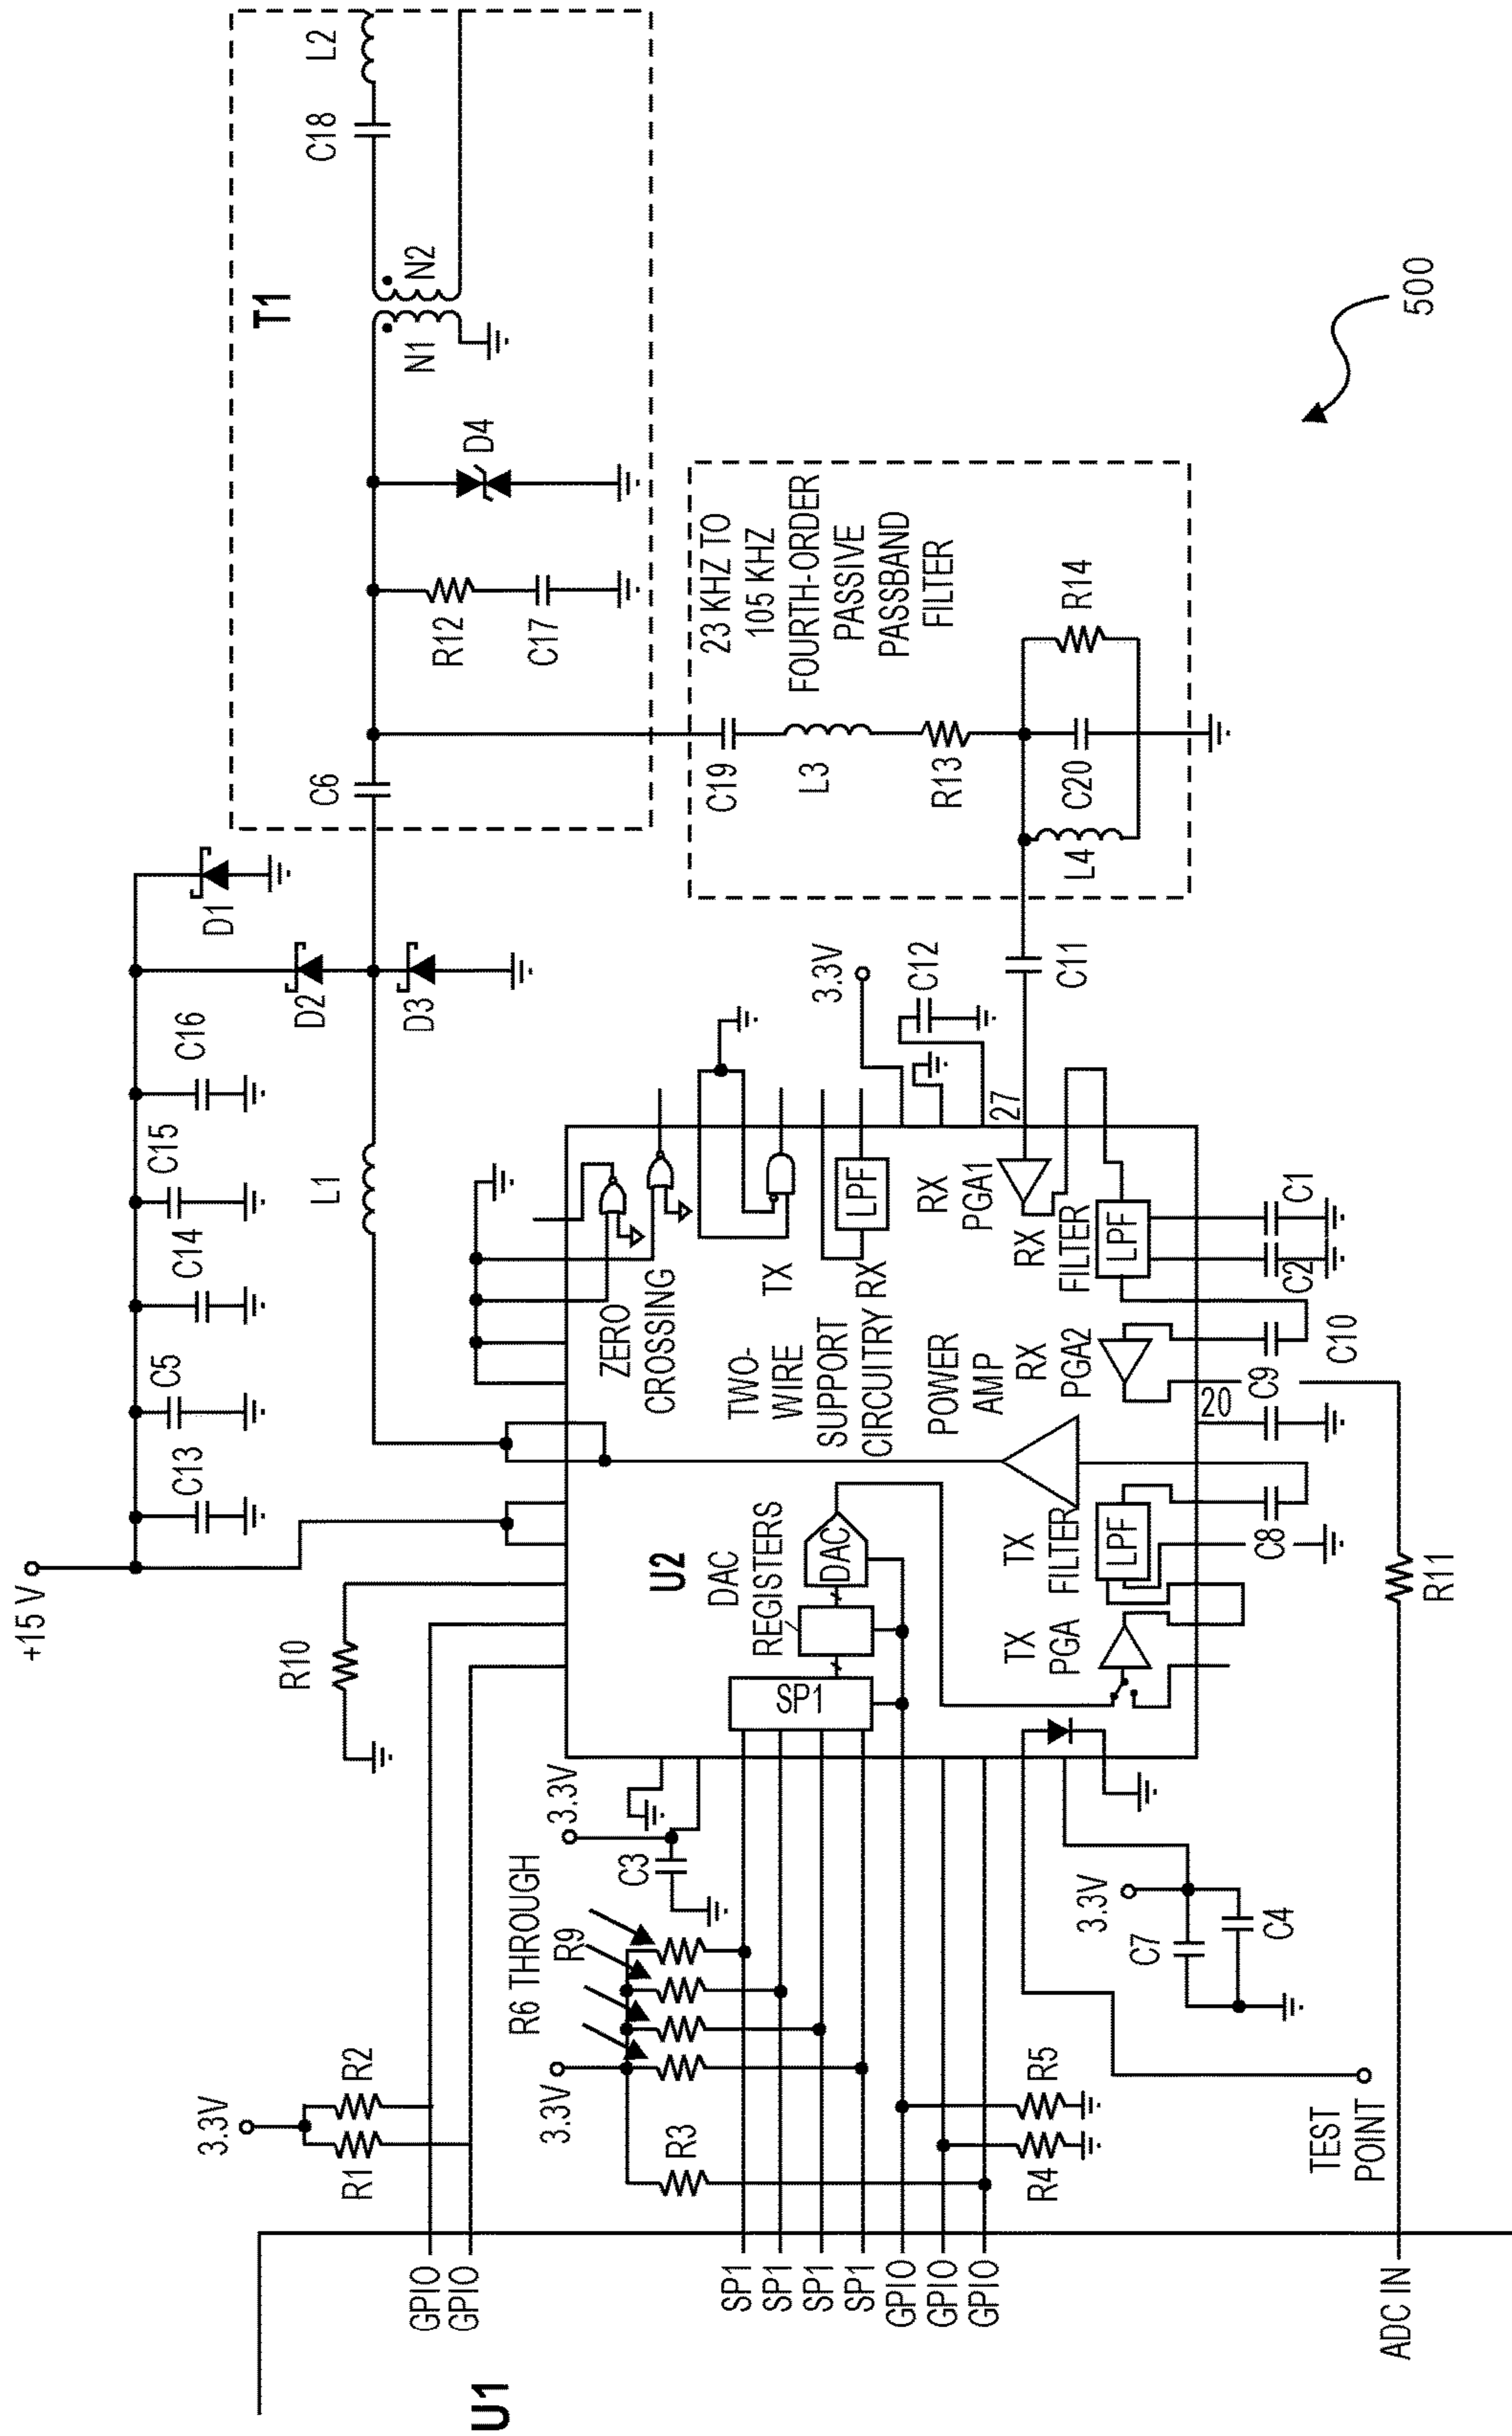 +15 V
C13
C5
C14
C15
C16
D1
D2
D3
L1
T1
C6
N1
N2
C18
L2
R12
C17
D4
3.3V
R1
R2
R10
GPIO
GPIO
U1
3.3V
R3
R6 THROUGH
R9
3.3V
C3
SP1
SP1
SP1
SP1
GPIO
GPIO
GPIO
R4
R5
TEST
POINT
3.3V
C7
C4
ADC IN
R11
U2
SP1
DAC
REGISTERS
DAC
TX
PGA
TX
FILTER
LPF
C8
POWER
AMP
20
C9
C10
RX
PGA2
RX
FILTER
LPF
C2
C1
RX
PGA1
27
ZERO
CROSSING
TWO-
WIRE
SUPPORT
CIRCUITRY
TX
RX
LPF
3.3V
C12
C11
23 KHZ TO
105 KHZ
FOURTH-ORDER
PASSIVE
PASSBAND
FILTER
C19
L3
R13
C20
L4
R14
500